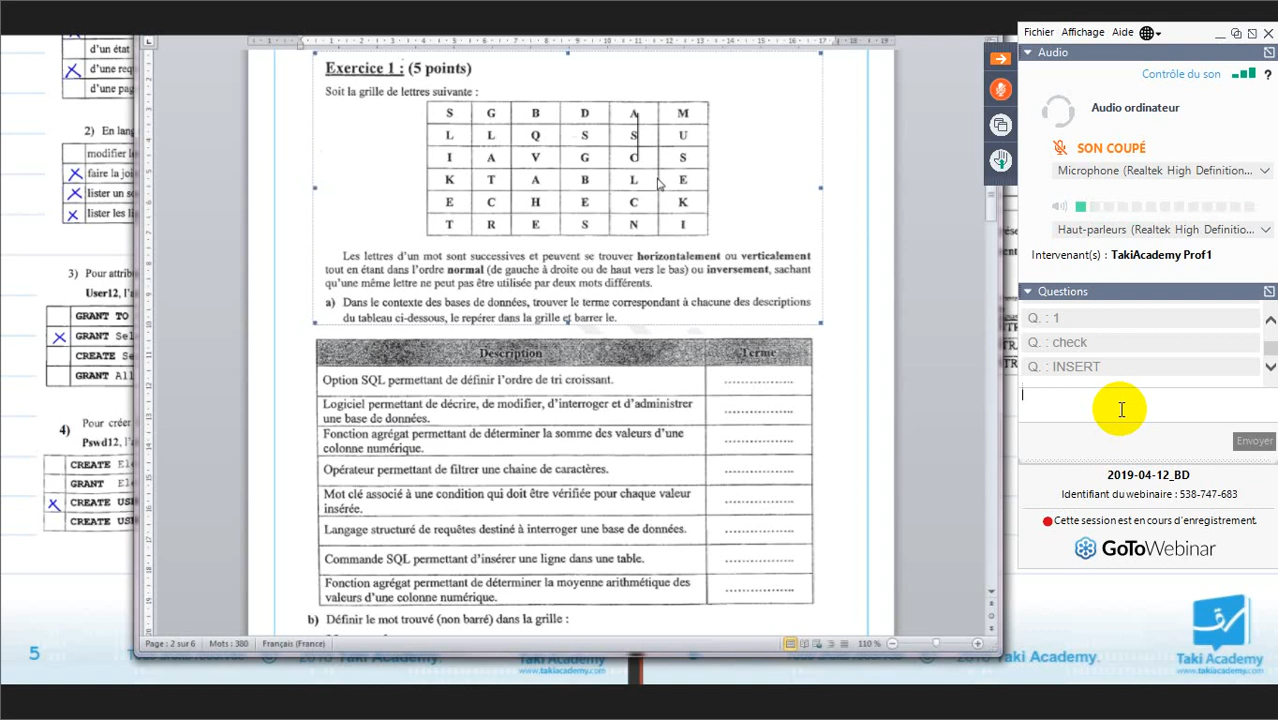 d'un état
d'une req
d'une pag
2) En lang
modifier le
faire la joi
lister un so
lister les li
3) Pour attrib
User12, l'a
GRANT TO
GRANT Sel
CREATE Se
GRANT All
4) Pour créer
Pswd12, l'
CREATE Ele
GRANT Ele
CREATE USE
CREATE USE
5
Exercice 1 : (5 points)
Soit la grille de lettres suivante :
S G B D A M
L L Q S S U
I A V G C S
K T A B L E
E C H E C K
T R E S N I
Les lettres d'un mot sont successives et peuvent se trouver horizontalement ou verticalement
tout en étant dans l'ordre normal (de gauche à droite ou de haut vers le bas) ou inversement, sachant
qu'une même lettre ne peut pas être utilisée par deux mots différents.
a) Dans le contexte des bases de données, trouver le terme correspondant à chacune des descriptions
du tableau ci-dessous, le repérer dans la grille et barrer le.
Description Terme
Option SQL permettant de définir l'ordre de tri croissant. ..................
Logiciel permettant de décrire, de modifier, d'interroger et d'administrer
une base de données. ..................
Fonction agrégat permettant de déterminer la somme des valeurs d'une
colonne numérique. ..................
Opérateur permettant de filtrer une chaine de caractères. ..................
Mot clé associé à une condition qui doit être vérifiée pour chaque valeur
insérée. ..................
Langage structuré de requêtes destiné à interroger une base de données. ..................
Commande SQL permettant d'insérer une ligne dans une table. ..................
Fonction agrégat permettant de déterminer la moyenne arithmétique des
valeurs d'une colonne numérique. ..................
b) Définir le mot trouvé (non barré) dans la grille :
Page : 2 sur 6 Mots : 380 Français (France) 110 %
Taki Academy.
Taki Academy
www.takiacademy.com
Fichier Affichage Aide
Audio
Contrôle du son
Audio ordinateur
SON COUPÉ
Microphone (Realtek High Definition...
Haut-parleurs (Realtek High Definitio...
Intervenant(s) : TakiAcademy Prof1
Questions
Q. : 1
Q. : check
Q. : INSERT
Envoyer
2019-04-12_BD
Identifiant du webinaire : 538-747-683
Cette session est en cours d'enregistrement.
GoToWebinar
Taki Academy
www.takiacademy.com